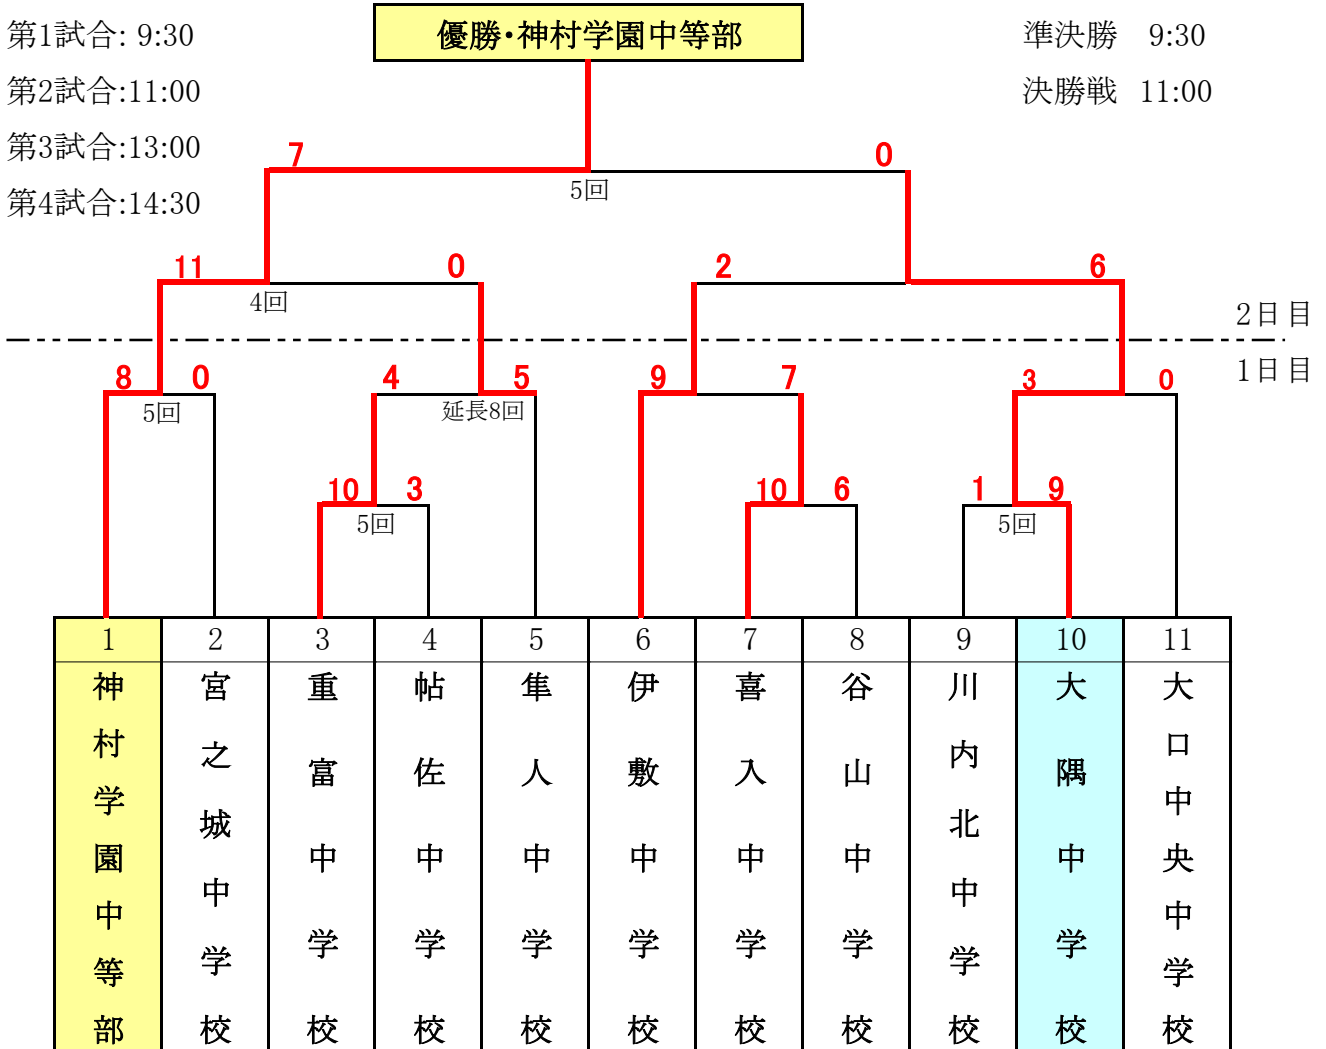 第1試合: 9:30
優勝・神村学園中等部
準決勝 9:30
第2試合:11:00
決勝戦 11:00
第3試合:13:00
7
0
第4試合:14:30
5回
11
0
2
6
4回
2日目
1日目
8
0
4
5
9
7
3
0
5回
延長8回
10
3
10
6
1
9
5回
5回
1
2
3
4
5
6
7
8
9
10
11
神村学園中等部
宮之城中学校
重富中学校
帖佐中学校
隼人中学校
伊敷中学校
喜入中学校
谷山中学校
川内北中学校
大隅中学校
大口中央中学校